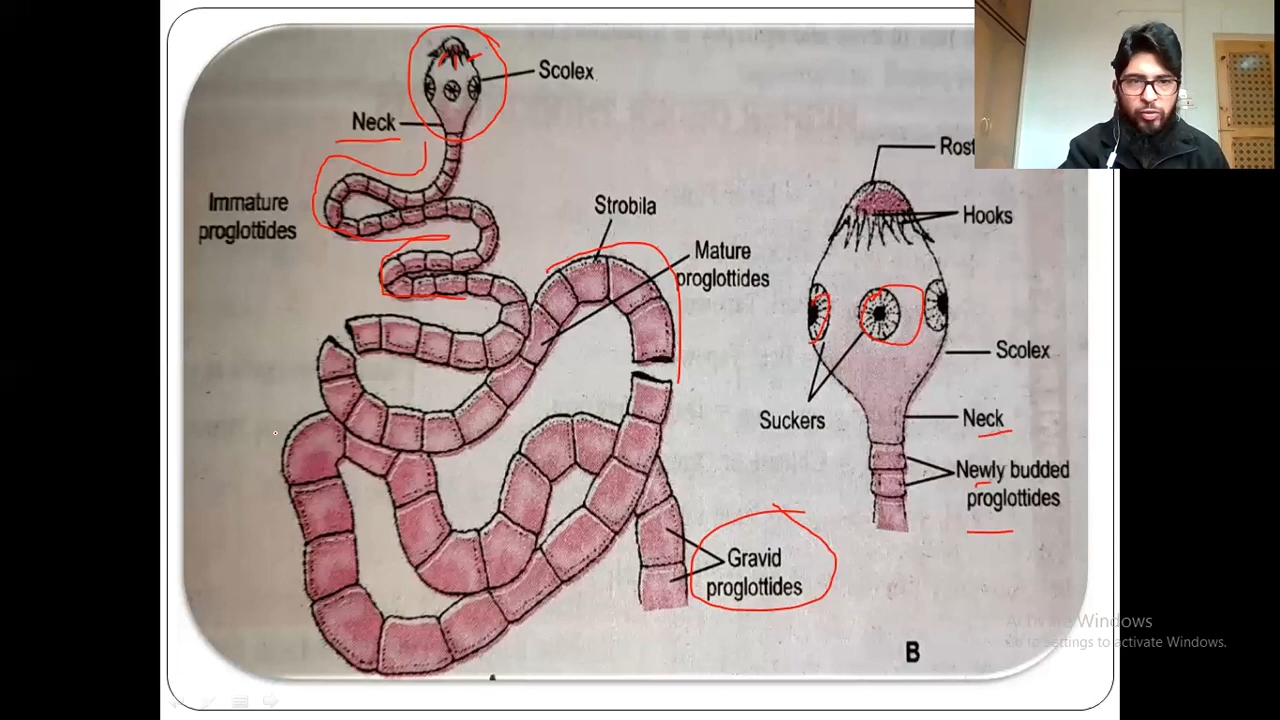 Scolex
Neck
Immature
proglottides
Strobila
Mature
proglottides
Gravid
proglottides
Hooks
Scolex
Suckers
Neck
Newly budded
proglottides
B
Activate Windows
Go to Settings to activate Windows.